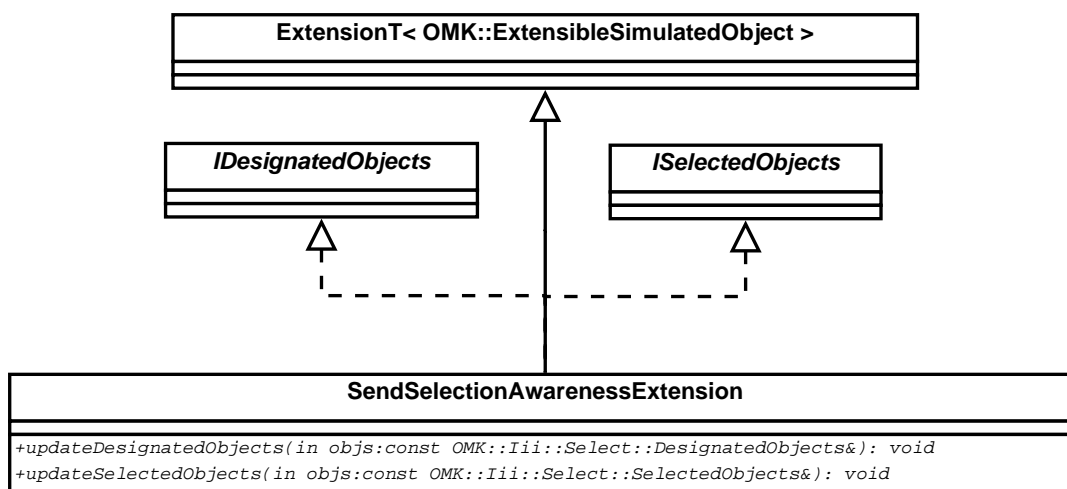 ExtensionT< OMK::ExtensibleSimulatedObject >
IDesignatedObjects
ISelectedObjects
SendSelectionAwarenessExtension
+updateDesignatedObjects(in objs:const OMK::Iii::Select::DesignatedObjects&): void
+updateSelectedObjects(in objs:const OMK::Iii::Select::SelectedObjects&): void